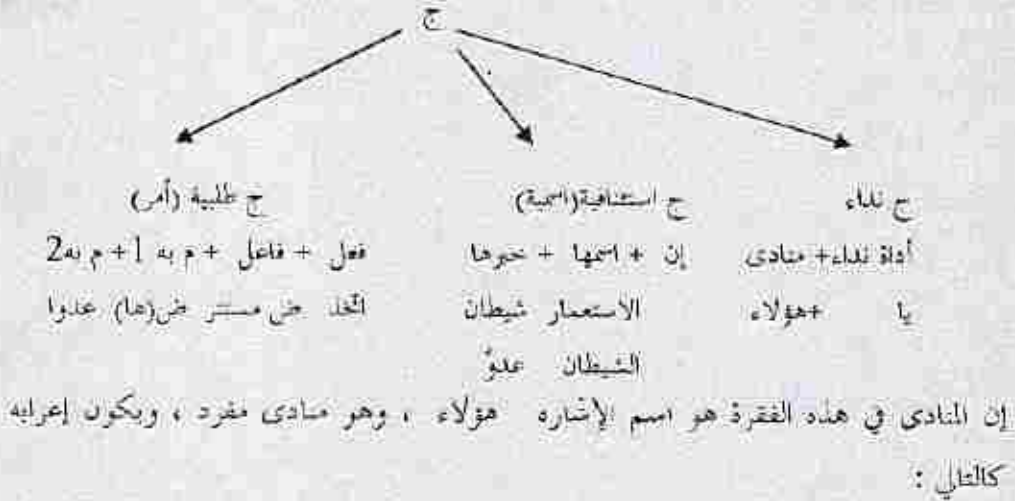 ج
ج نداء ج استئنافية(اسمية) ج طلبية (أمر)
أداة نداء+ منادى إن + اسمها + خبرها فعل + فاعل + م به 1+ م به2
يا +هؤلاء الاستعمار شيطان اتخذ ض مستتر ض(ها) عدوا
الشيطان عدوٌ
إن المنادى في هذه الفقرة هو اسم الإشارة هؤلاء ، وهو منادى مفرد ، ويكون إعرابه
كالتالي :